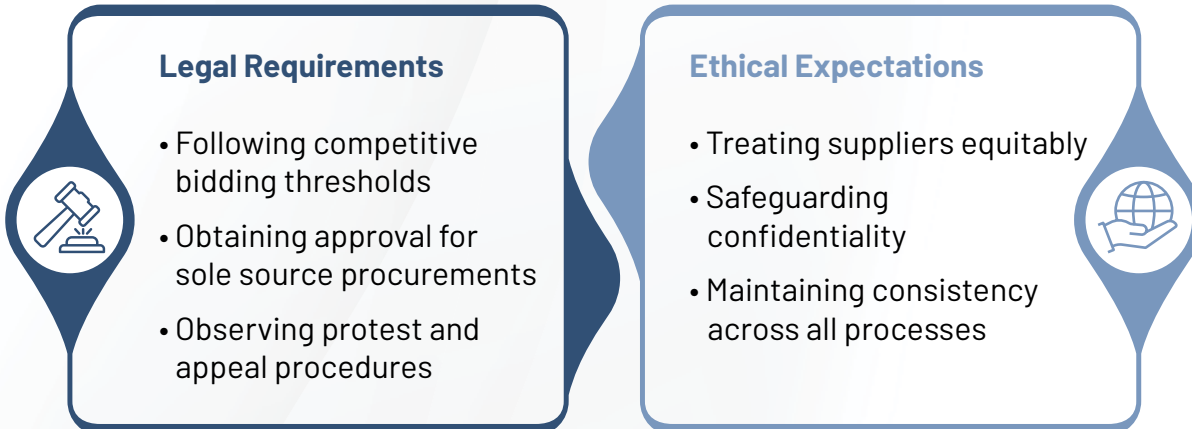 Legal Requirements
• Following competitive
bidding thresholds
• Obtaining approval for
sole source procurements
• Observing protest and
appeal procedures
Ethical Expectations
• Treating suppliers equitably
• Safeguarding
confidentiality
• Maintaining consistency
across all processes